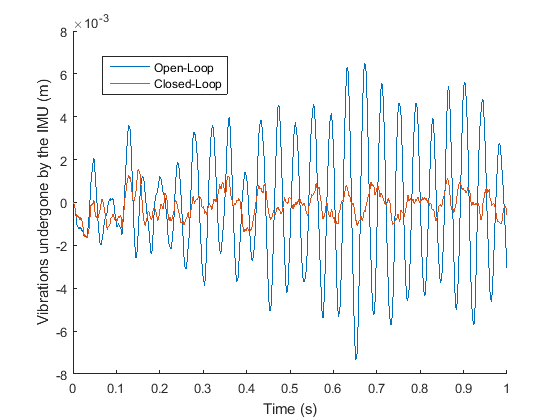 ×10⁻³
8
6
4
2
0
-2
-4
-6
-8
Vibrations undergone by the IMU (m)
Open-Loop
Closed-Loop
0 0.1 0.2 0.3 0.4 0.5 0.6 0.7 0.8 0.9 1
Time (s)